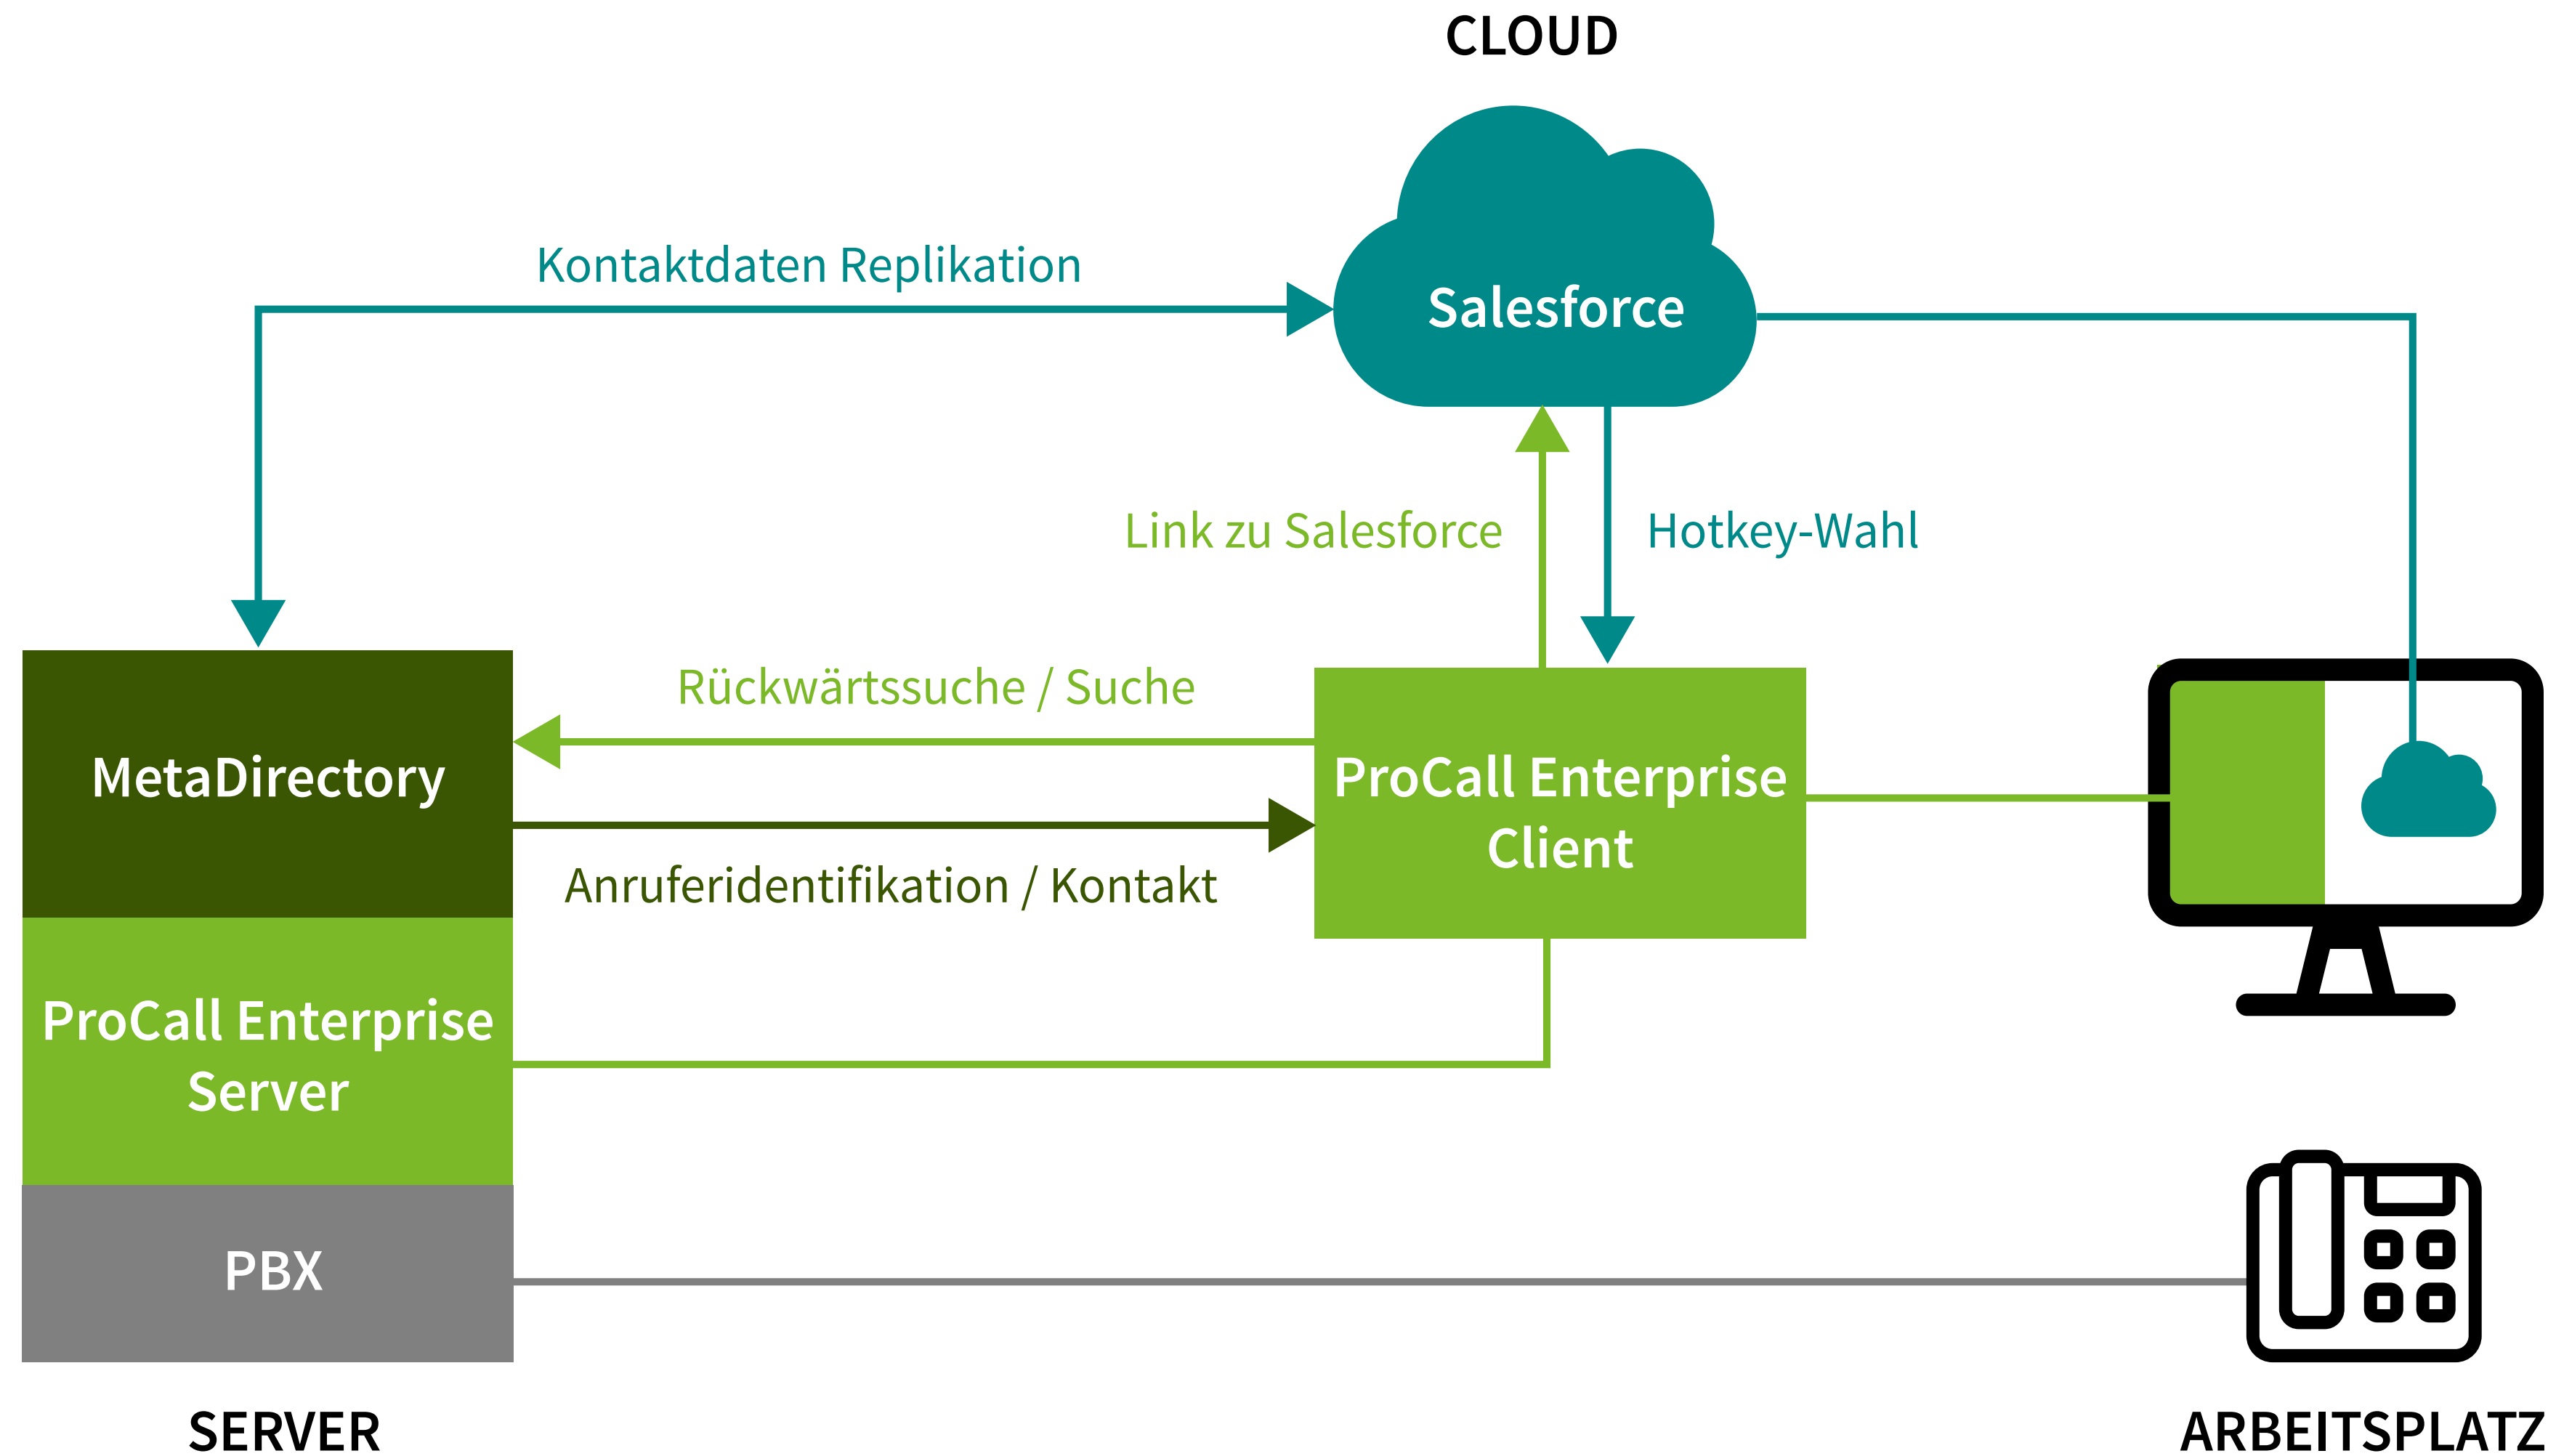 CLOUD
Kontaktdaten Replikation
Salesforce
Link zu Salesforce
Hotkey-Wahl
Rückwärtssuche / Suche
MetaDirectory
ProCall Enterprise
Client
Anruferidentifikation / Kontakt
ProCall Enterprise
Server
PBX
SERVER
ARBEITSPLATZ